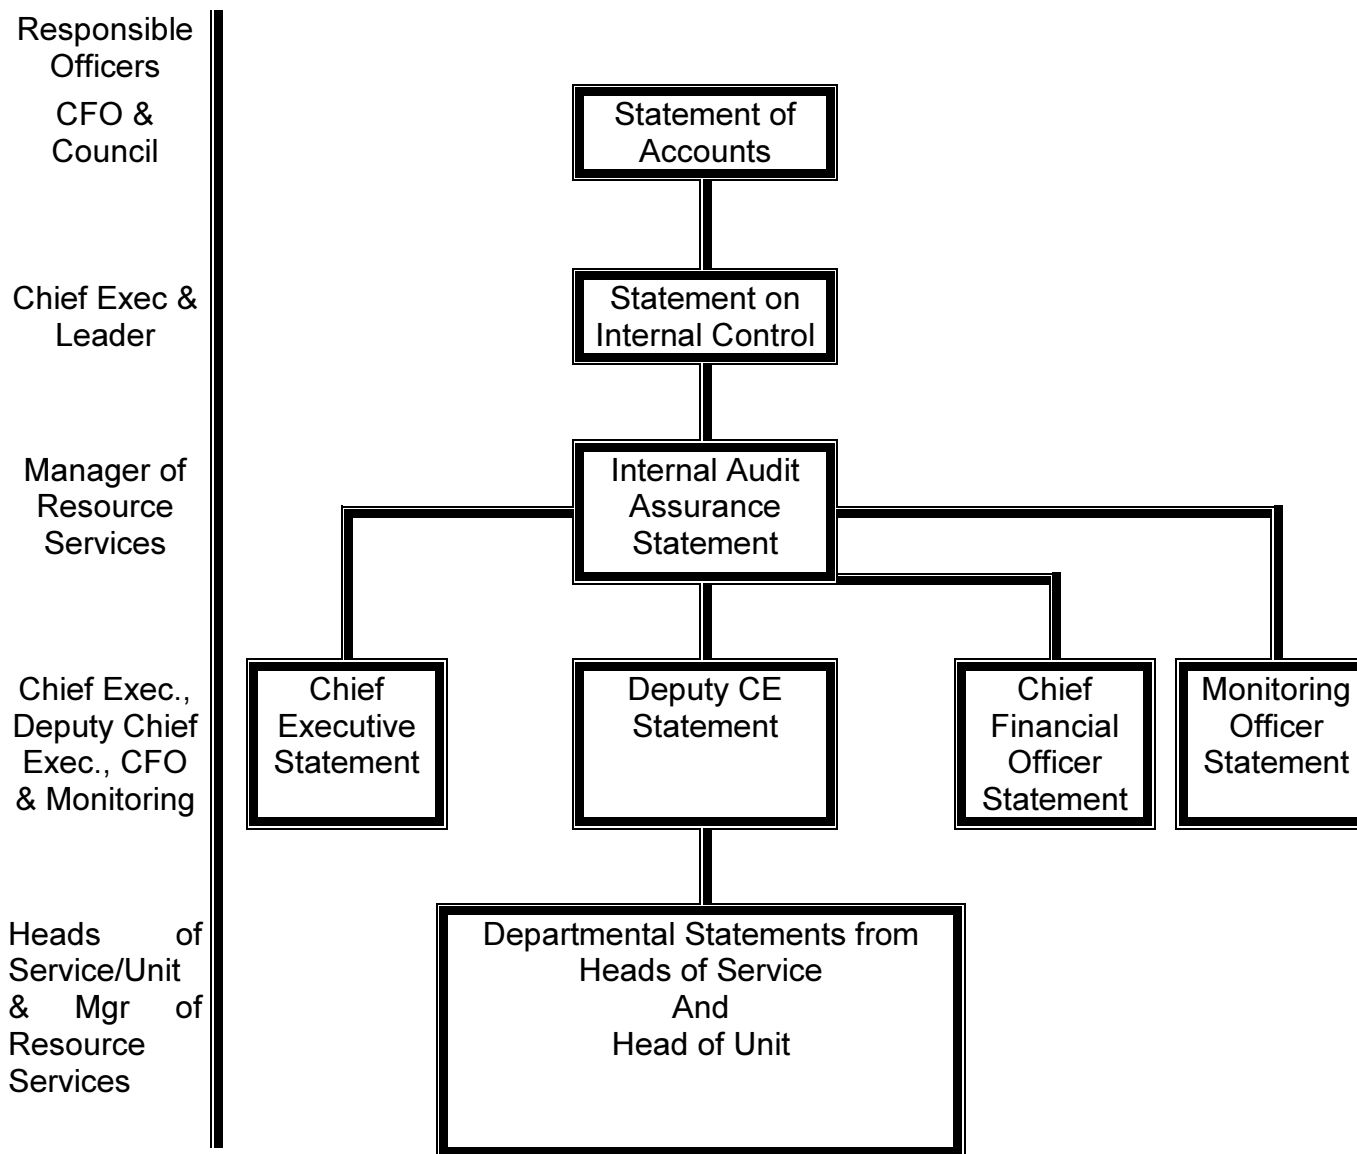 Responsible
Officers
CFO &
Council
Statement of
Accounts
Chief Exec &
Leader
Statement on
Internal Control
Manager of
Resource
Services
Internal Audit
Assurance
Statement
Chief Exec.,
Deputy Chief
Exec., CFO
& Monitoring
Chief
Executive
Statement
Deputy CE
Statement
Chief
Financial
Officer
Statement
Monitoring
Officer
Statement
Heads of
Service/Unit
& Mgr of
Resource
Services
Departmental Statements from
Heads of Service
And
Head of Unit